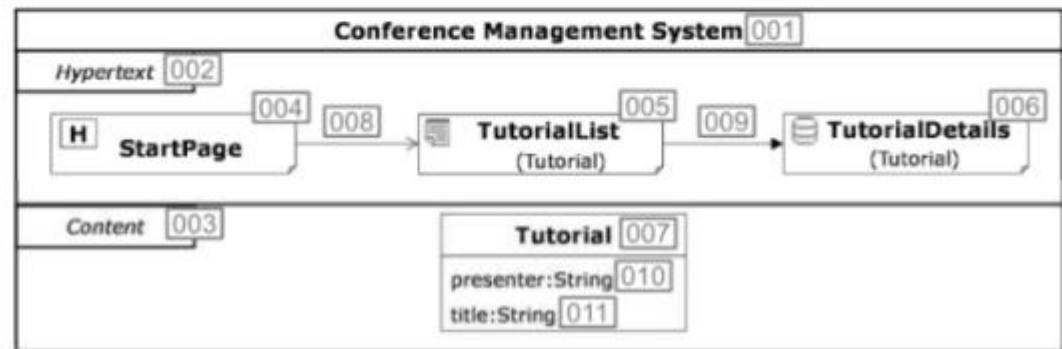 Conference Management System 001
Hypertext 002
004 005 006
H 008 TutorialList 009 TutorialDetails
StartPage (Tutorial) (Tutorial)
Content 003
Tutorial 007
presenter:String 010
title:String 011